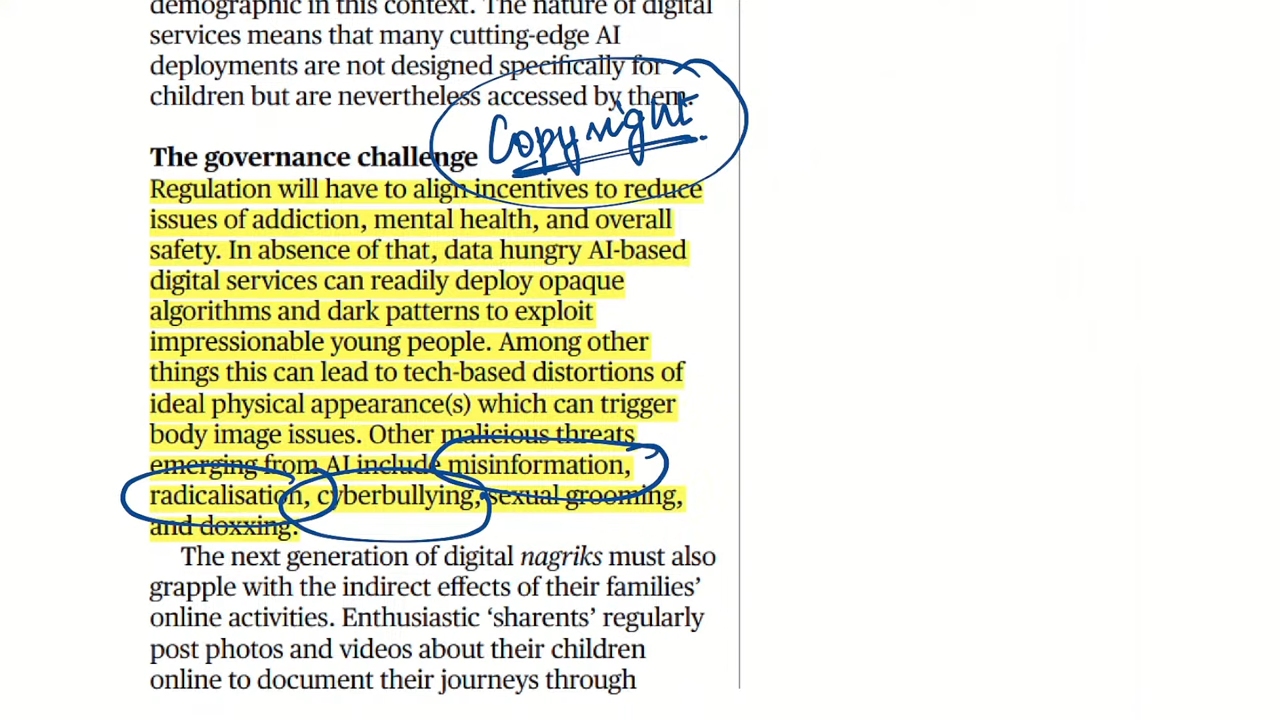 demographic in this context. The nature of digital
services means that many cutting-edge AI
deployments are not designed specifically for
children but are nevertheless accessed by them.
Copyright
The governance challenge
Regulation will have to align incentives to reduce
issues of addiction, mental health, and overall
safety. In absence of that, data hungry AI-based
digital services can readily deploy opaque
algorithms and dark patterns to exploit
impressionable young people. Among other
things this can lead to tech-based distortions of
ideal physical appearance(s) which can trigger
body image issues. Other malicious threats
emerging from AI include misinformation,
radicalisation, cyberbullying, sexual grooming,
and doxxing.
The next generation of digital nagriks must also
grapple with the indirect effects of their families’
online activities. Enthusiastic ‘sharents’ regularly
post photos and videos about their children
online to document their journeys through